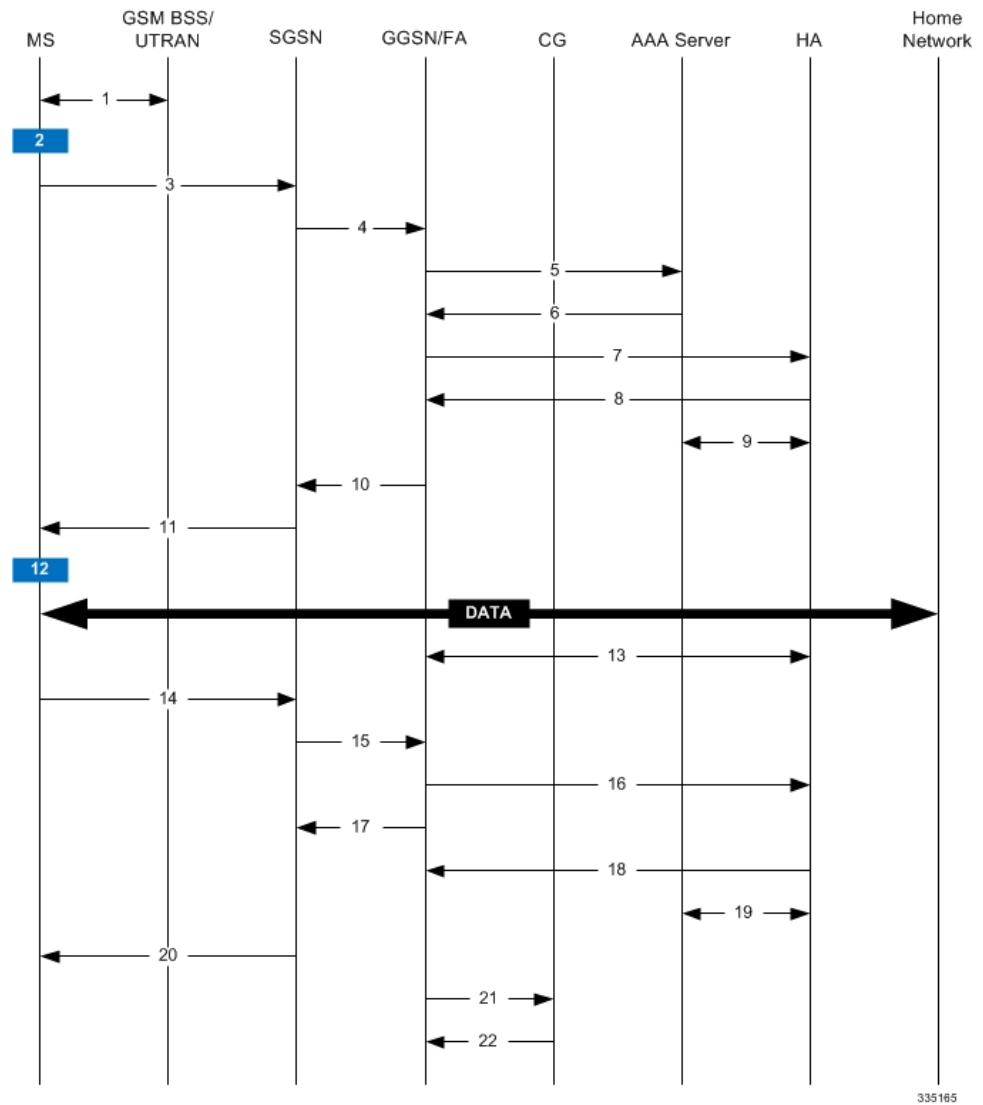 GSM BSS/
UTRAN
Home
Network
MS
SGSN
GGSN/FA
CG
AAA Server
HA
1
2
3
4
5
6
7
8
9
10
11
12
DATA
13
14
15
16
17
18
19
20
21
22
335165